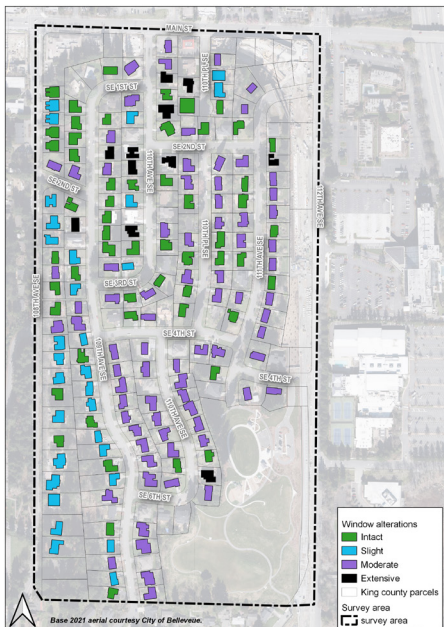 MAIN ST
110TH PL SE
SE 1ST ST
110TH AVE SE
SE 2ND ST
SE 2ND ST
112TH AVE SE
110TH PL SE
111TH AVE SE
108TH AVE SE
SE 3RD ST
SE 4TH ST
109TH AVE SE
SE 4TH ST
110TH AVE SE
SE 6TH ST
Window alterations
Intact
Slight
Moderate
Extensive
King county parcels
Survey area
survey area
Base 2021 aerial courtesy City of Belleveue.